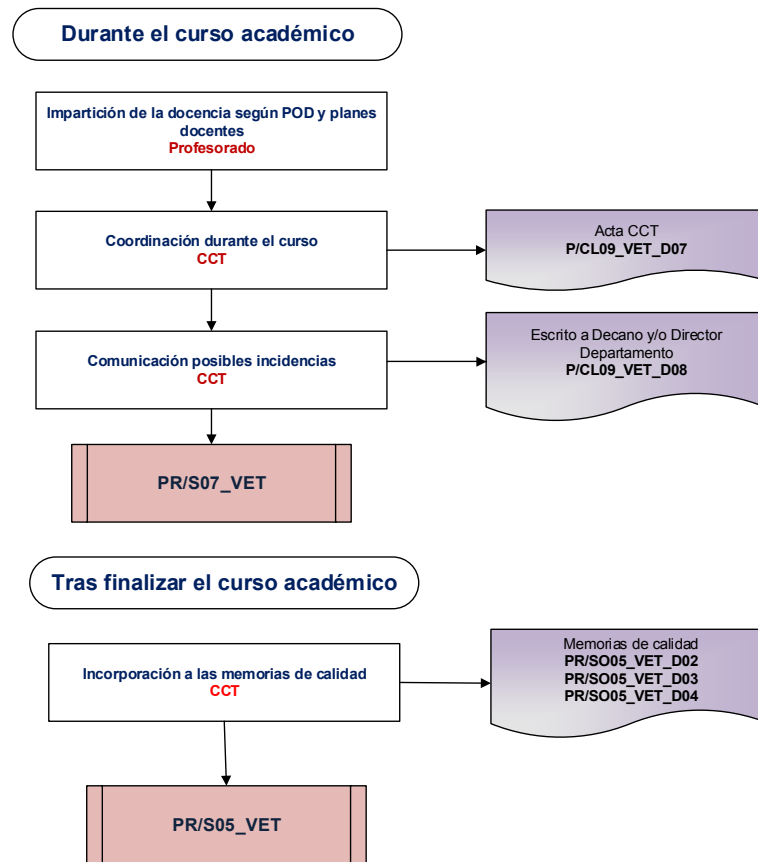 Durante el curso académico
Impartición de la docencia según POD y planes
docentes
Profesorado
Coordinación durante el curso
CCT
Acta CCT
P/CL09_VET_D07
Comunicación posibles incidencias
CCT
Escrito a Decano y/o Director
Departamento
P/CL09_VET_D08
PR/S07_VET
Tras finalizar el curso académico
Incorporación a las memorias de calidad
CCT
Memorias de calidad
PR/SO05_VET_D02
PR/SO05_VET_D03
PR/SO05_VET_D04
PR/S05_VET